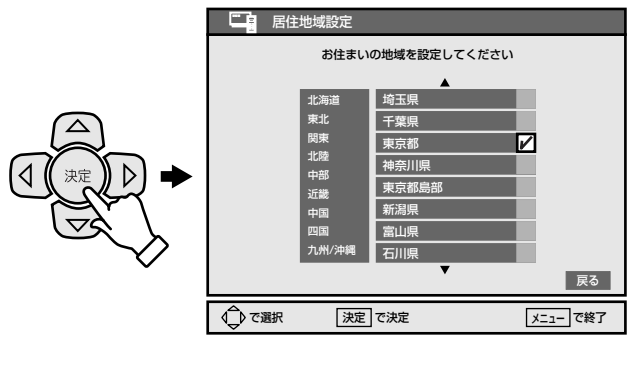 居住地域設定
お住まいの地域を設定してください
北海道
東北
関東
北陸
中部
近畿
中国
四国
九州/沖縄
埼玉県
千葉県
東京都
神奈川県
東京都島部
新潟県
富山県
石川県
戻る
決定
で選択 決定 で決定 メニュー で終了